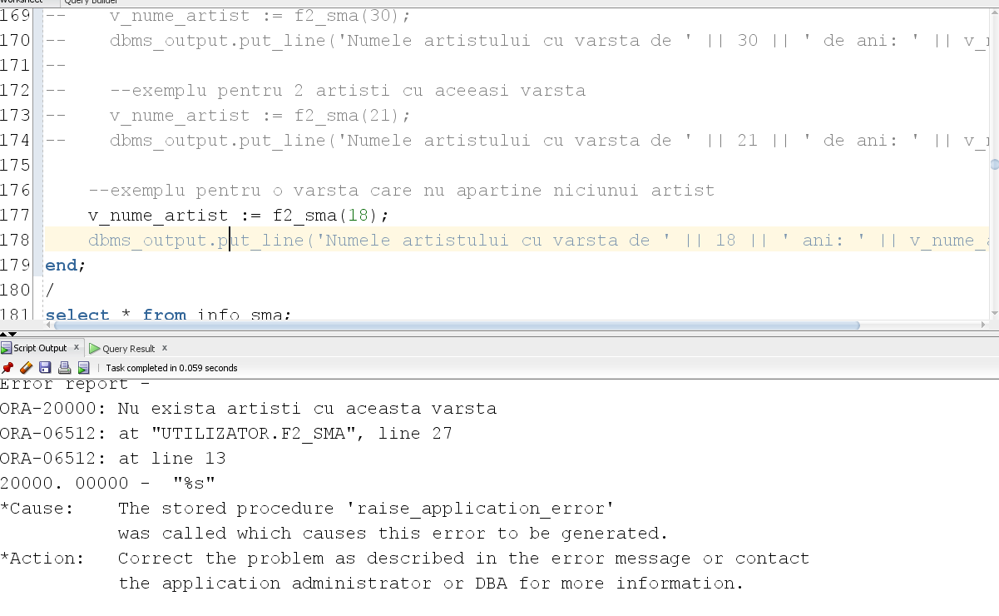 Worksheet Query Builder
169 -- v_nume_artist := f2_sma(30);
170 -- dbms_output.put_line('Numele artistului cu varsta de ' || 30 || ' de ani: ' || v_
171 --
172 -- --exemplu pentru 2 artisti cu aceeasi varsta
173 -- v_nume_artist := f2_sma(21);
174 -- dbms_output.put_line('Numele artistului cu varsta de ' || 21 || ' de ani: ' || v_
175
176 --exemplu pentru o varsta care nu apartine niciunui artist
177 v_nume_artist := f2_sma(18);
178 dbms_output.put_line('Numele artistului cu varsta de ' || 18 || ' ani: ' || v_nume_
179 end;
180 /
181 select * from info_sma;
Script Output x Query Result x
Task completed in 0.059 seconds
Error report -
ORA-20000: Nu exista artisti cu aceasta varsta
ORA-06512: at "UTILIZATOR.F2_SMA", line 27
ORA-06512: at line 13
20000. 00000 - "%s"
*Cause: The stored procedure 'raise_application_error'
was called which causes this error to be generated.
*Action: Correct the problem as described in the error message or contact
the application administrator or DBA for more information.